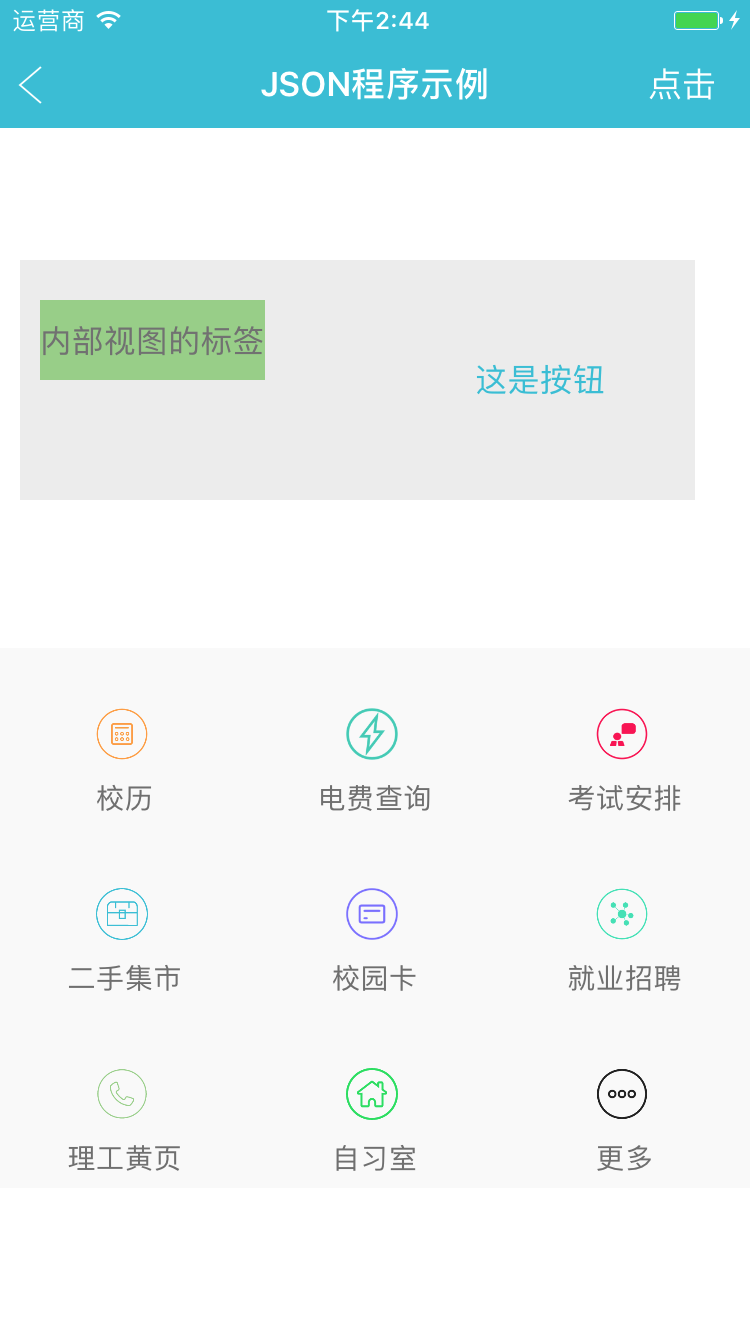 运营商 下午2:44
JSON程序示例 点击
内部视图的标签
这是按钮
校历 电费查询 考试安排
二手集市 校园卡 就业招聘
理工黄页 自习室 更多